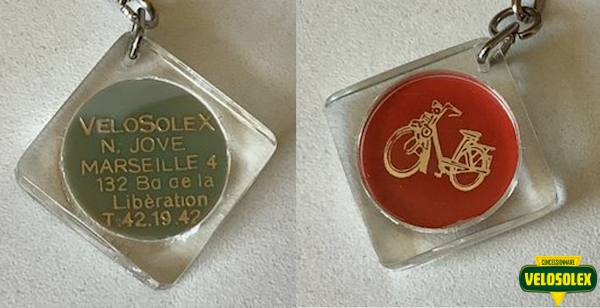 VELOSOLEX
N. JOVE
MARSEILLE 4
132 Bd de la
Libération
T.42.19.42
CONCESSIONNAIRE
VELOSOLEX